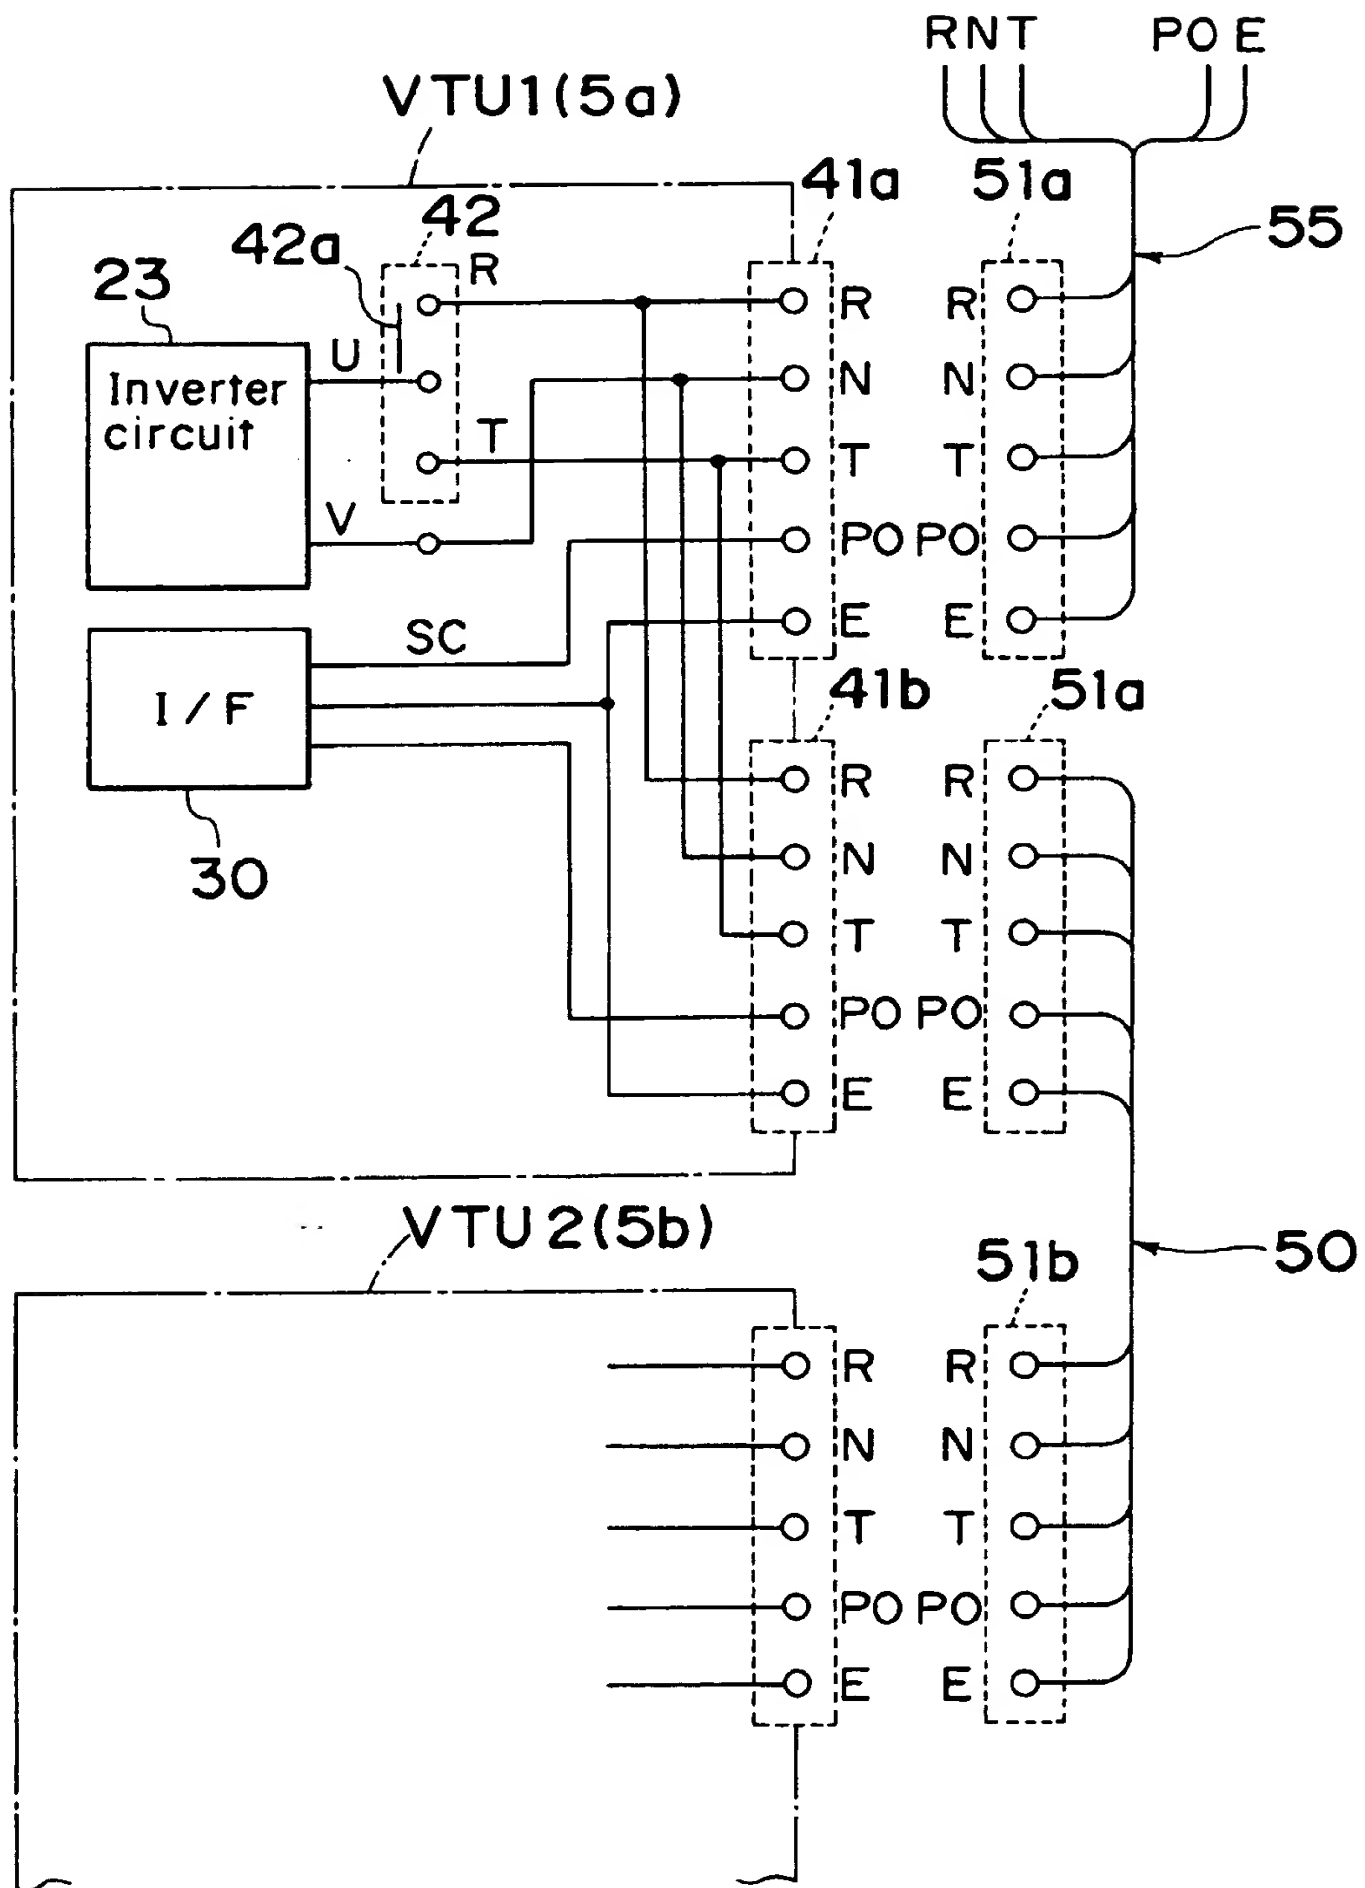 RNT PO E
VTU1(5a)
41a 51a
42
42a
R
55
23
R R
U
Inverter
circuit
N N
T
T T
V
PO PO
E E
SC
41b 51a
I/F
R R
30
N N
T T
PO PO
E E
VTU2(5b)
51b
50
R R
N N
T T
PO PO
E E